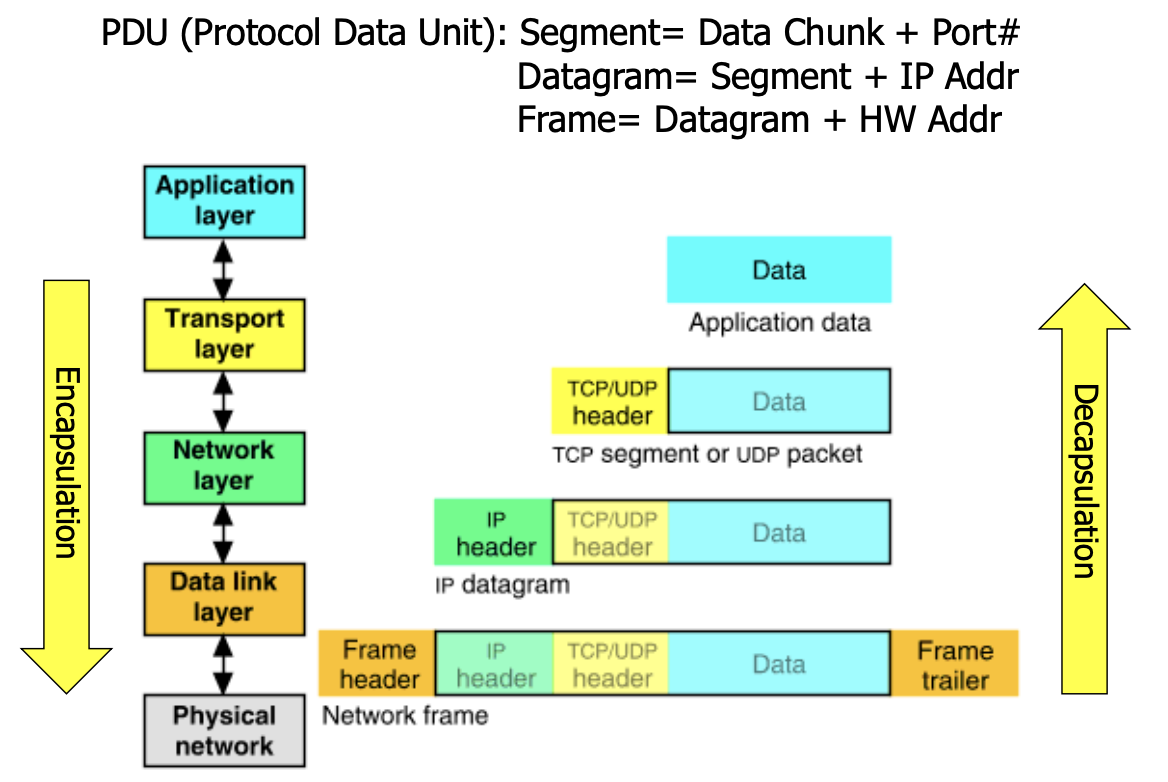 PDU (Protocol Data Unit): Segment= Data Chunk + Port#
Datagram= Segment + IP Addr
Frame= Datagram + HW Addr
Application
layer
Transport
layer
Network
layer
Data link
layer
Physical
network
Encapsulation
Data
Application data
TCP/UDP
header
Data
TCP segment or UDP packet
IP
header
TCP/UDP
header
Data
IP datagram
Frame
header
IP
header
TCP/UDP
header
Data
Frame
trailer
Network frame
Decapsulation